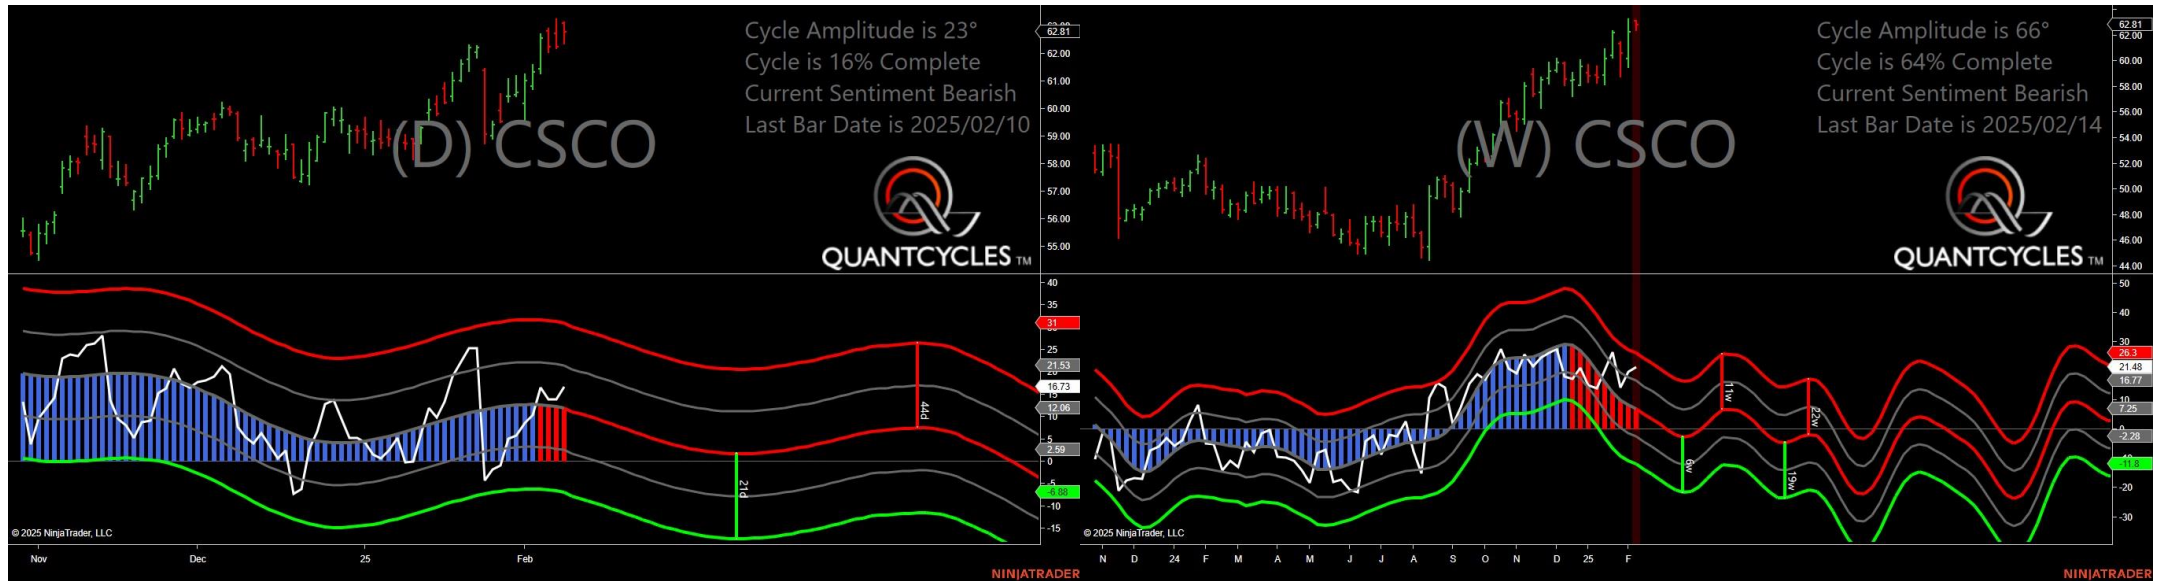 Cycle Amplitude is 23°
Cycle is 16% Complete
Current Sentiment Bearish
Last Bar Date is 2025/02/10
(D) CSCO
QUANTCYCLES TM
62.81
62.00
61.00
60.00
59.00
58.00
57.00
56.00
55.00
40
35
31
25
21.53
16.73
15
12.06
10
5
2.59
0
-5
-6.88
-10
-15
44d
21d
© 2025 NinjaTrader, LLC
Nov Dec 25 Feb
NINJATRADER
Cycle Amplitude is 66°
Cycle is 64% Complete
Current Sentiment Bearish
Last Bar Date is 2025/02/14
(W) CSCO
QUANTCYCLES TM
62.81
62.00
60.00
58.00
56.00
54.00
52.00
50.00
48.00
46.00
44.00
50
40
30
26.3
21.48
16.77
10
7.25
0
-2.28
-11.8
-20
-30
11w
22w
6w
19w
© 2025 NinjaTrader, LLC
N D 24 F M A M J J A S O N D 25 F
NINJATRADER